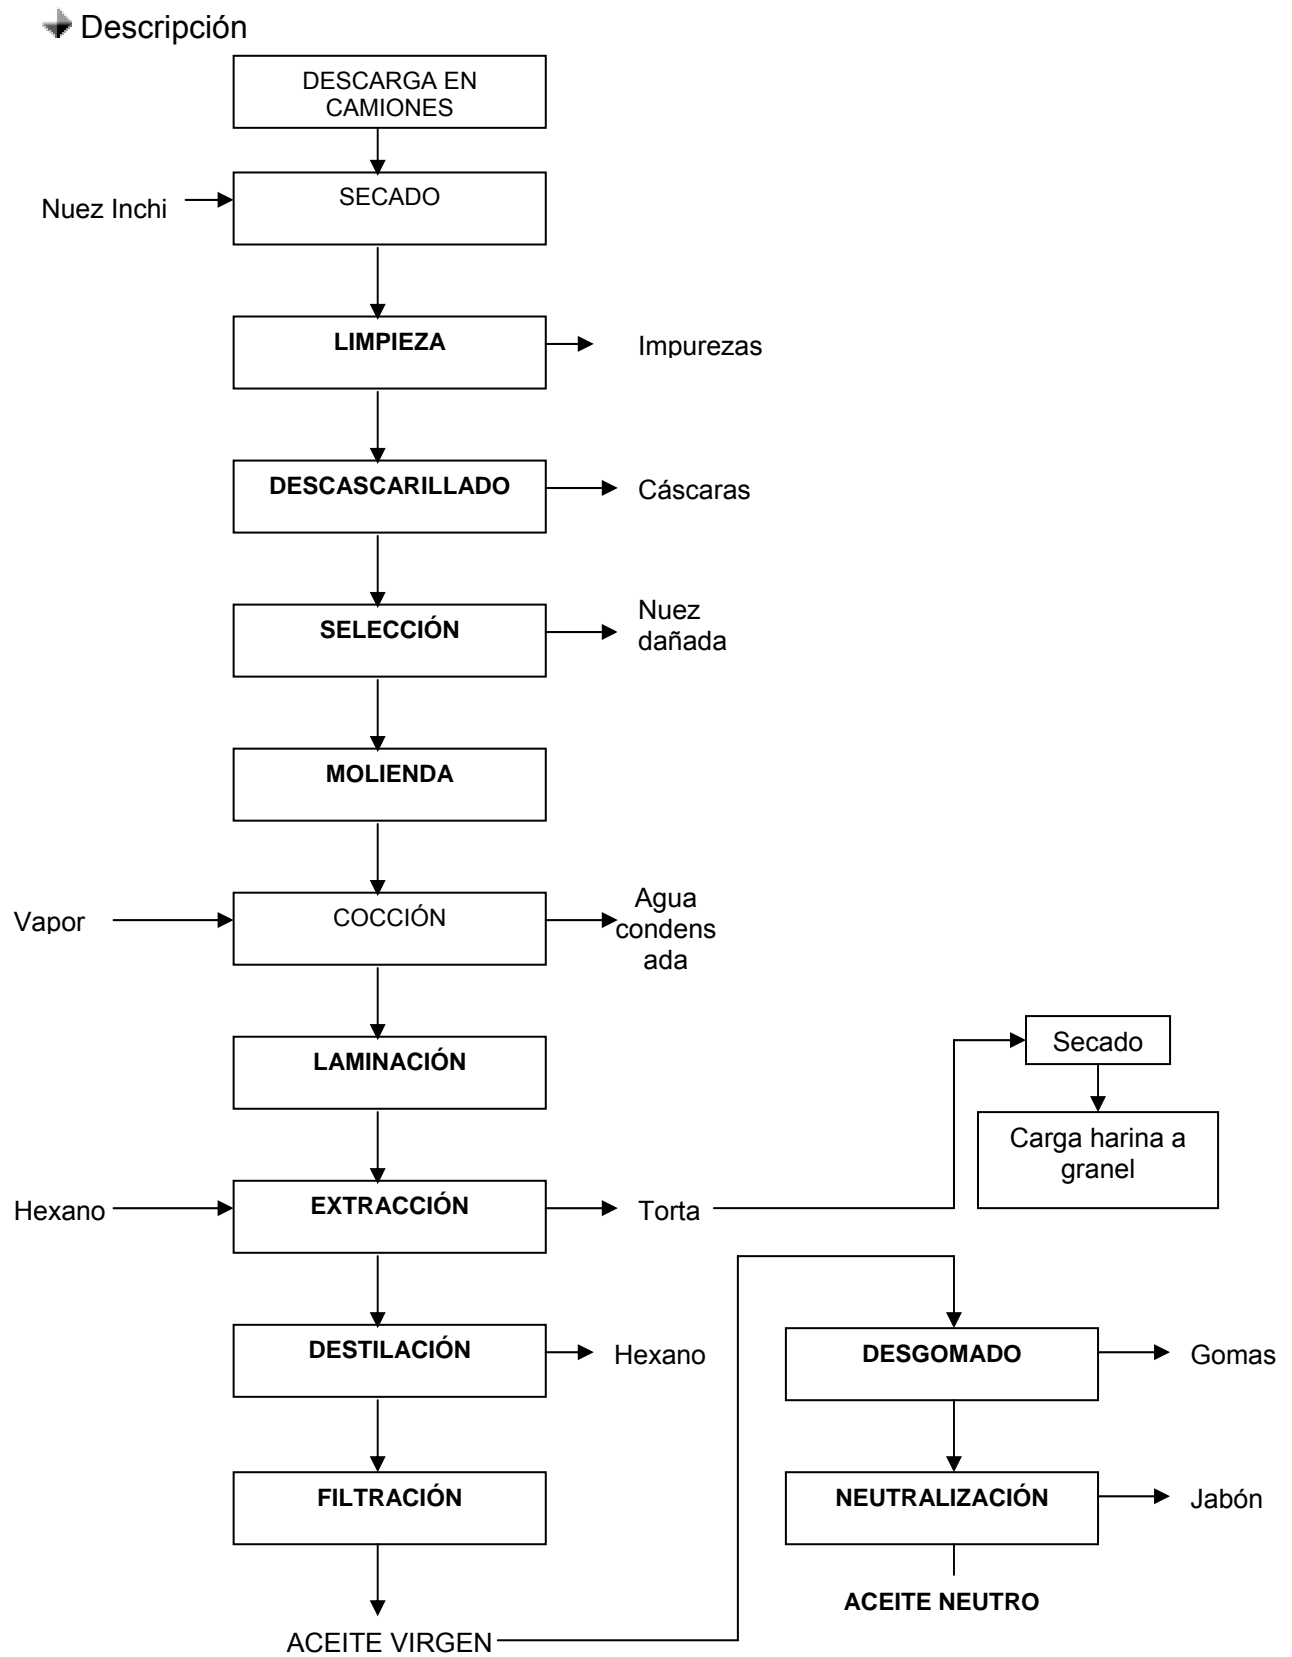 Descripción
DESCARGA EN
CAMIONES
Nuez Inchi
SECADO
LIMPIEZA
Impurezas
DESCASCARILLADO
Cáscaras
SELECCIÓN
Nuez
dañada
MOLIENDA
Vapor
COCCIÓN
Agua
condens
ada
LAMINACIÓN
Secado
Carga harina a
granel
Hexano
EXTRACCIÓN
Torta
DESTILACIÓN
Hexano
DESGOMADO
Gomas
FILTRACIÓN
NEUTRALIZACIÓN
Jabón
ACEITE NEUTRO
ACEITE VIRGEN